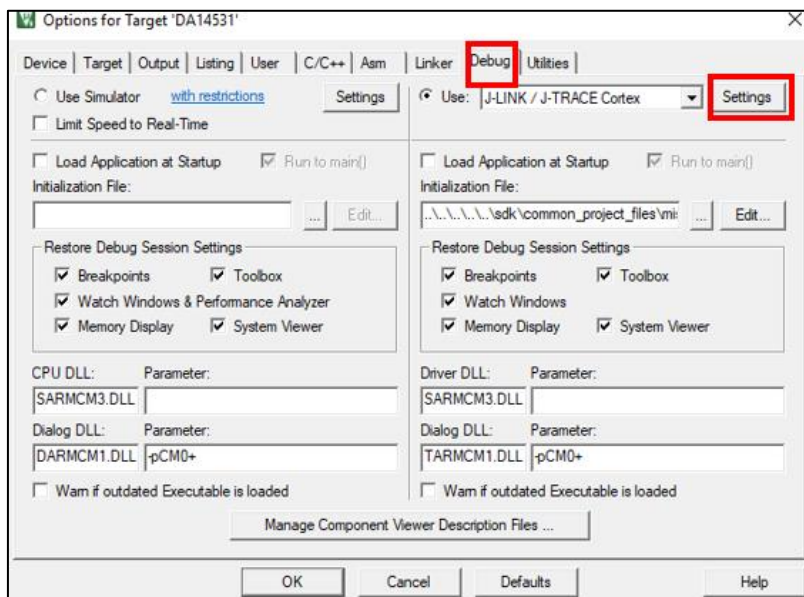 Options for Target 'DA14531'
Device Target Output Listing User C/C++ Asm Linker Debug Utilities
Use Simulator with restrictions Settings Use: J-LINK / J-TRACE Cortex Settings
Limit Speed to Real-Time
Load Application at Startup Run to main() Load Application at Startup Run to main()
Initialization File: Initialization File:
... Edit... ..\..\..\..\..\sdk\common_project_files\mi ... Edit...
Restore Debug Session Settings Restore Debug Session Settings
Breakpoints Toolbox Breakpoints Toolbox
Watch Windows & Performance Analyzer Watch Windows
Memory Display System Viewer Memory Display System Viewer
CPU DLL: Parameter: Driver DLL: Parameter:
SARMCM3.DLL SARMCM3.DLL
Dialog DLL: Parameter: Dialog DLL: Parameter:
DARMCM1.DLL -pCM0+ TARMCM1.DLL -pCM0+
Warn if outdated Executable is loaded Warn if outdated Executable is loaded
Manage Component Viewer Description Files ...
OK Cancel Defaults Help